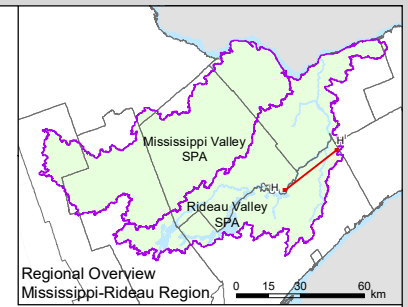 Mississippi Valley
SPA
H'
H
Rideau Valley
SPA
Regional Overview
Mississippi-Rideau Region
0 15 30 60
km